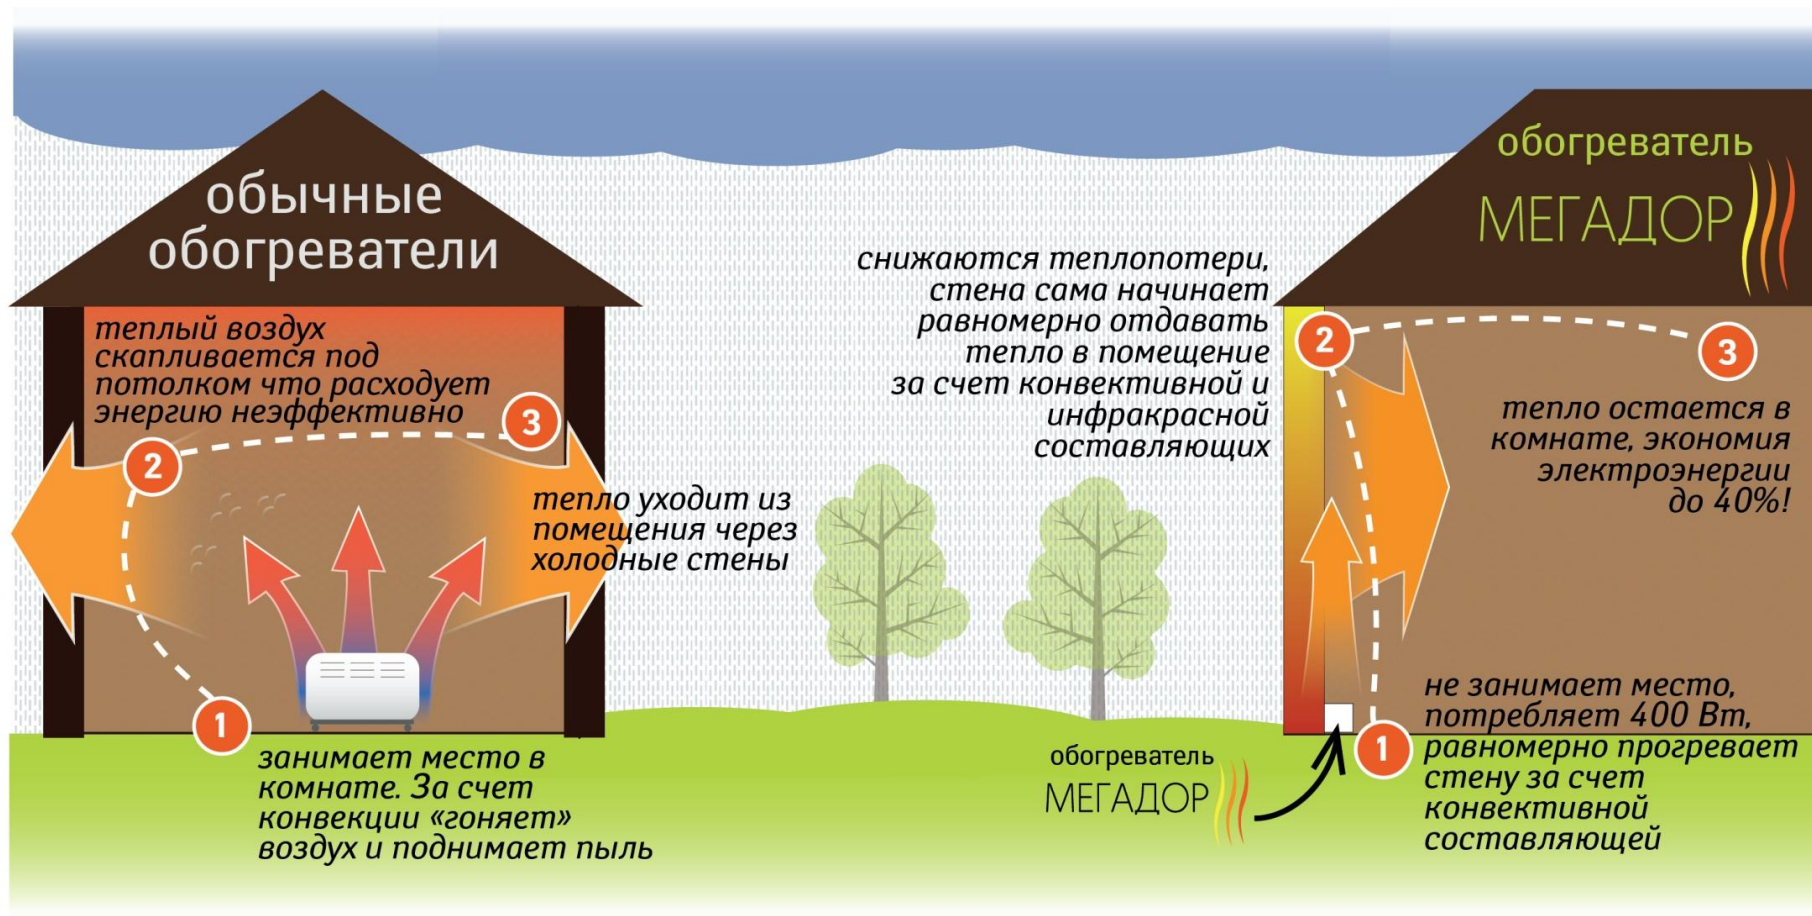 обычные
обогреватели
теплый воздух
скапливается под
потолком что расходует
энергию неэффективно
2
3
тепло уходит из
помещения через
холодные стены
1
занимает место в
комнате. За счет
конвекции «гоняет»
воздух и поднимает пыль
обогреватель
МЕГАДОР
снижаются теплопотери,
стена сама начинает
равномерно отдавать
тепло в помещение
за счет конвективной и
инфракрасной
составляющих
2
3
тепло остается в
комнате, экономия
электроэнергии
до 40%!
обогреватель
МЕГАДОР
1
не занимает место,
потребляет 400 Вт,
равномерно прогревает
стену за счет
конвективной
составляющей